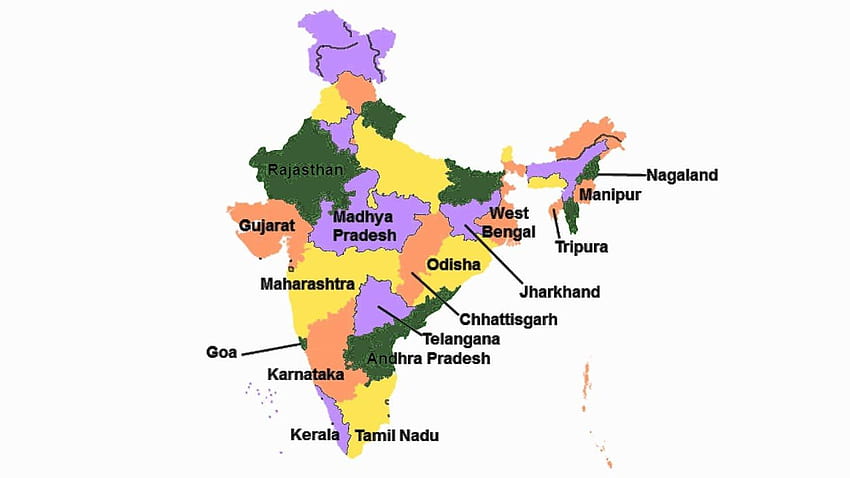 Rajasthan
Nagaland
Manipur
Gujarat
Madhya
Pradesh
West
Bengal
Tripura
Odisha
Maharashtra
Jharkhand
Chhattisgarh
Telangana
Goa
Andhra Pradesh
Karnataka
Kerala
Tamil Nadu